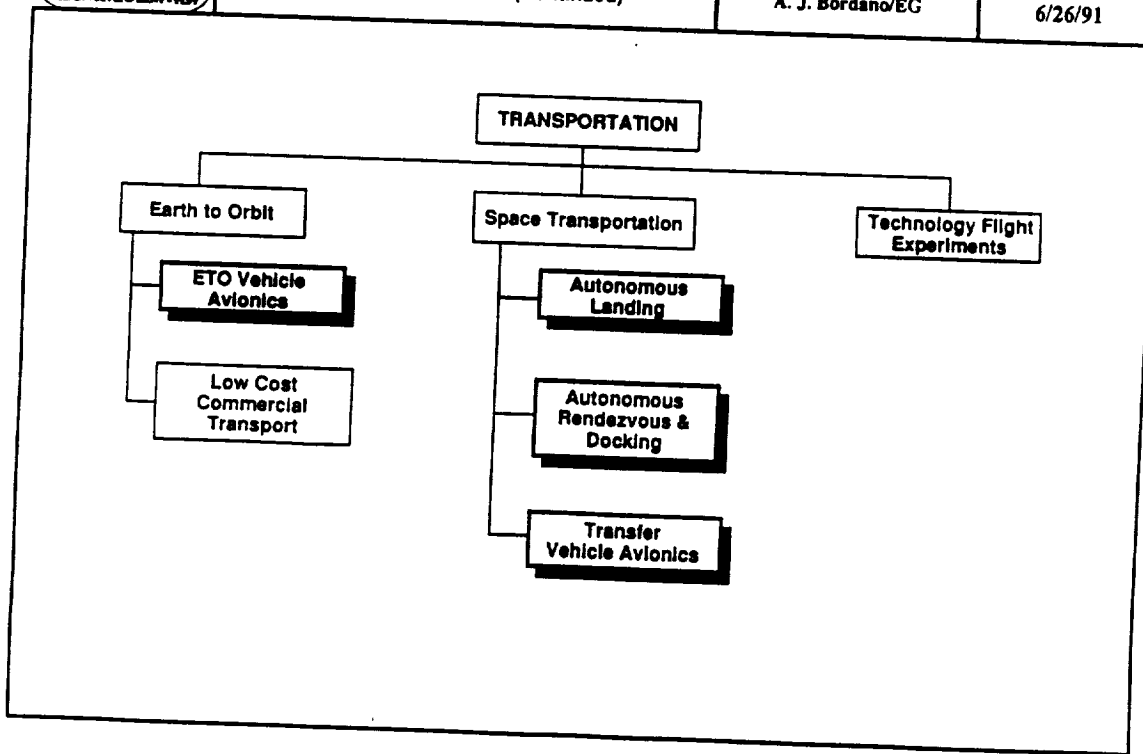 A. J. Bordano/EG
6/26/91
TRANSPORTATION
Earth to Orbit
ETO Vehicle
Avionics
Low Cost
Commercial
Transport
Space Transportation
Autonomous
Landing
Autonomous
Rendezvous &
Docking
Transfer
Vehicle Avionics
Technology Flight
Experiments